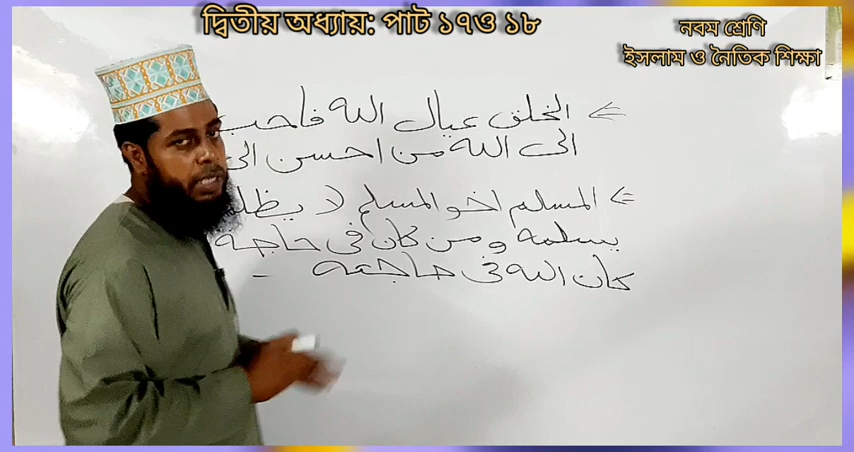 দ্বিতীয় অধ্যায়: পাট ১৭ও ১৮
নবম শ্রেণি
ইসলাম ও নৈতিক শিক্ষা
الخلق عيال الله فاحب
الى الله من احسن الى
المسلم اخو المسلم لا يظلمه
يسلمه ومن كان فى حاجة
كان الله فى حاجته -